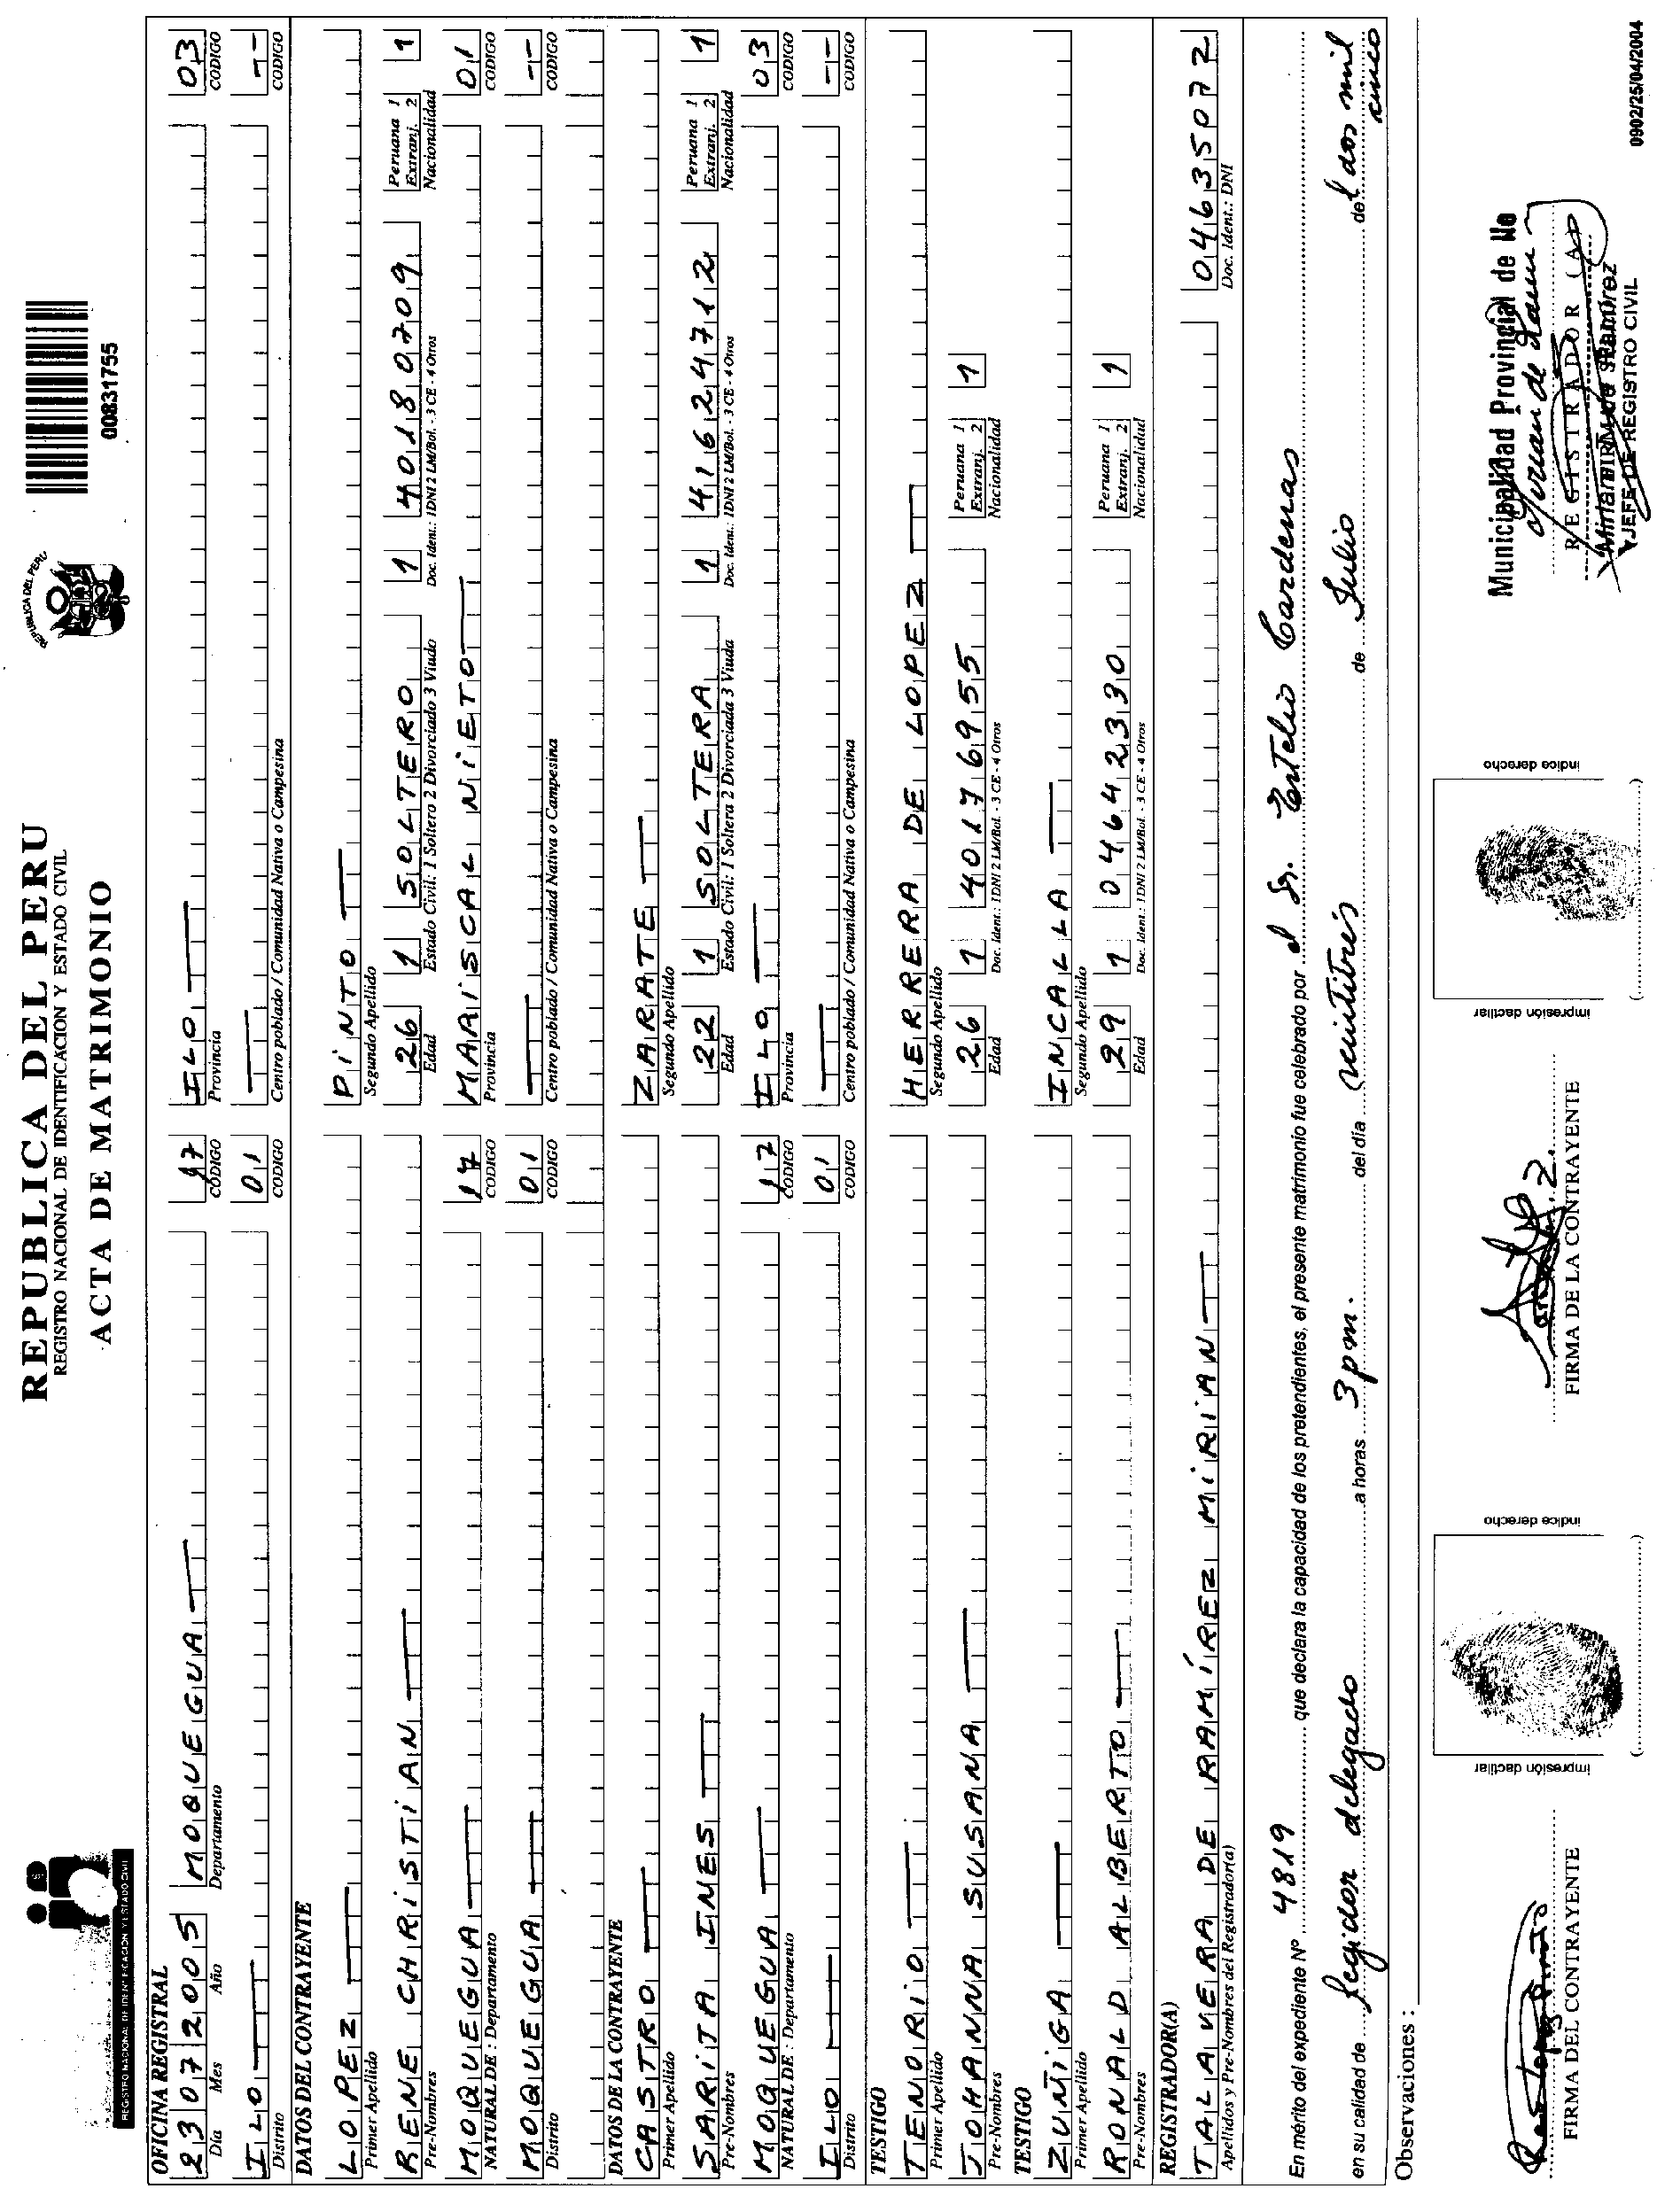 REPUBLICA DEL PERU
REGISTRO NACIONAL DE IDENTIFICACION Y ESTADO CIVIL
ACTA DE MATRIMONIO
REGISTRO NACIONAL DE IDENTIFICACION Y ESTADO CIVIL
REPUBLICA DEL PERU
00831755
OFICINA REGISTRAL
23 07 2005 MOQUEGUA 17 ILO 03
Día Mes Año Departamento CODIGO Provincia CODIGO
ILO 01 --
Distrito CODIGO Centro poblado / Comunidad Nativa o Campesina CODIGO
DATOS DEL CONTRAYENTE
LOPEZ PINTO
Primer Apellido Segundo Apellido
RENE CHRISTIAN 26 1 SOLTERO 1 40180709 Peruana 1 Extranj. 2 1
Pre-Nombres Edad Estado Civil: 1 Soltero 2 Divorciado 3 Viudo Doc. Ident.: 1DNI 2 LM/Bol. - 3 CE - 4 Otros Nacionalidad
MOQUEGUA 17 MARISCAL NIETO 01
NATURAL DE : Departamento CODIGO Provincia CODIGO
MOQUEGUA 01 --
Distrito CODIGO Centro poblado / Comunidad Nativa o Campesina CODIGO
DATOS DE LA CONTRAYENTE
CASTRO ZARATE
Primer Apellido Segundo Apellido
SARITA INES 22 1 SOLTERA 1 41624712 Peruana 1 Extranj. 2 1
Pre-Nombres Edad Estado Civil: 1 Soltera 2 Divorciada 3 Viuda Doc. Ident.: 1DNI 2 LM/Bol. - 3 CE - 4 Otros Nacionalidad
MOQUEGUA 17 ILO 03
NATURAL DE : Departamento CODIGO Provincia CODIGO
ILO 01 --
Distrito CODIGO Centro poblado / Comunidad Nativa o Campesina CODIGO
TESTIGO
TENORIO HERRERA DE LOPEZ
Primer Apellido Segundo Apellido
JOHANNA SUSANA 26 1 40176955 Peruana 1 Extranj. 2 1
Pre-Nombres Edad Doc. Ident.: 1DNI 2 LM/Bol. - 3 CE - 4 Otros Nacionalidad
TESTIGO
ZUÑIGA INCALLA
Primer Apellido Segundo Apellido
RONALD ALBERTO 29 1 04642330 Peruana 1 Extranj. 2 1
Pre-Nombres Edad Doc. Ident.: 1DNI 2 LM/Bol. - 3 CE - 4 Otros Nacionalidad
REGISTRADOR(A)
TALAVERA DE RAMÍREZ MIRIAN 04635072
Apellidos y Pre-Nombres del Registrador(a) Doc. Ident.: DNI
En mérito del expediente Nº 4819 que declara la capacidad de los pretendientes, el presente matrimonio fue celebrado por el Sr. Estelio Cardenas
en su calidad de Regidor delegado a horas 3 pm. del día veintitrés de Julio del dos mil cinco
Observaciones :
FIRMA DEL CONTRAYENTE
impresión dactilar
indice derecho
FIRMA DE LA CONTRAYENTE
impresión dactilar
indice derecho
Municipalidad Provincial de Ilo
REGISTRADOR (A)
JEFE DE REGISTRO CIVIL
0902/25/04/2004